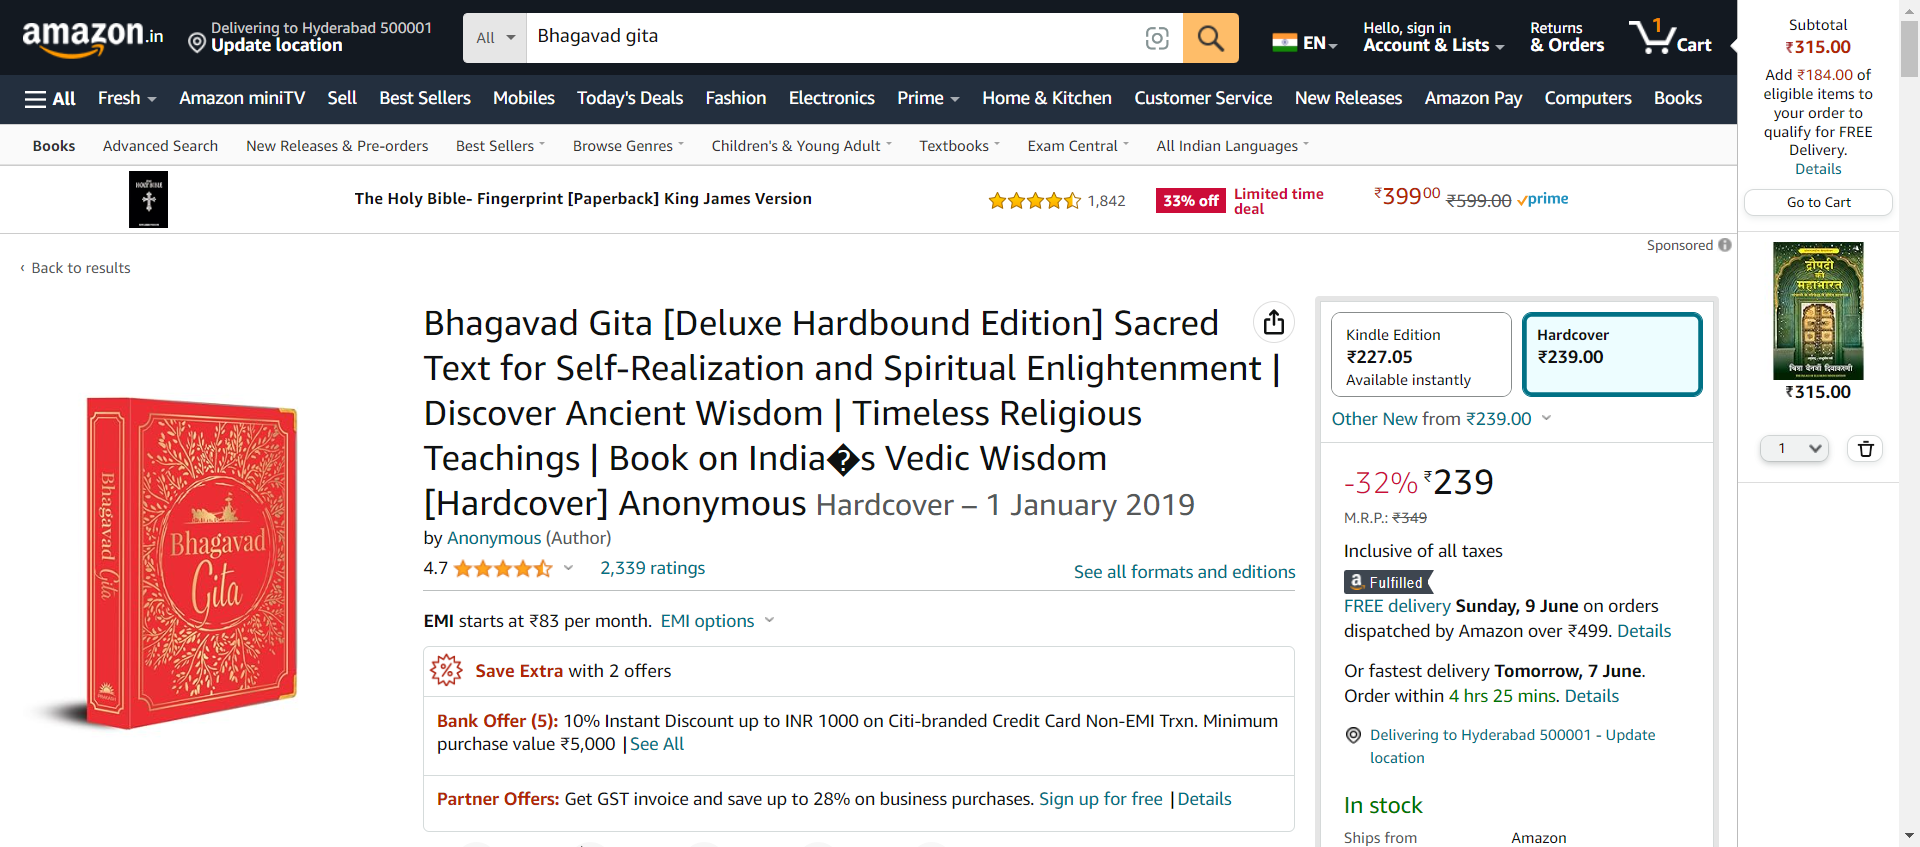 amazon.in
Delivering to Hyderabad 500001
Update location
All
Bhagavad gita
EN
Hello, sign in
Account & Lists
Returns
& Orders
1
Cart
All
Fresh
Amazon miniTV
Sell
Best Sellers
Mobiles
Today's Deals
Fashion
Electronics
Prime
Home & Kitchen
Customer Service
New Releases
Amazon Pay
Computers
Books
Books
Advanced Search
New Releases & Pre-orders
Best Sellers
Browse Genres
Children's & Young Adult
Textbooks
Exam Central
All Indian Languages
HOLY BIBLE
The Holy Bible- Fingerprint [Paperback] King James Version
1,842
33% off
Limited time
deal
₹39900
₹599.00
prime
Sponsored
‹ Back to results
Bhagavad Gita
Bhagavad
Gita
Bhagavad Gita [Deluxe Hardbound Edition] Sacred
Text for Self-Realization and Spiritual Enlightenment |
Discover Ancient Wisdom | Timeless Religious
Teachings | Book on India�s Vedic Wisdom
[Hardcover] Anonymous Hardcover – 1 January 2019
by Anonymous (Author)
4.7
2,339 ratings
See all formats and editions
EMI starts at ₹83 per month. EMI options
Save Extra with 2 offers
Bank Offer (5): 10% Instant Discount up to INR 1000 on Citi-branded Credit Card Non-EMI Trxn. Minimum
purchase value ₹5,000 |See All
Partner Offers: Get GST invoice and save up to 28% on business purchases. Sign up for free |Details
Kindle Edition
₹227.05
Available instantly
Hardcover
₹239.00
Other New from ₹239.00
-32% ₹239
M.R.P.: ₹349
Inclusive of all taxes
a Fulfilled
FREE delivery Sunday, 9 June on orders
dispatched by Amazon over ₹499. Details
Or fastest delivery Tomorrow, 7 June.
Order within 4 hrs 25 mins. Details
Delivering to Hyderabad 500001 - Update
location
In stock
Ships from
Amazon
Subtotal
₹315.00
Add ₹184.00 of
eligible items to
your order to
qualify for FREE
Delivery.
Details
Go to Cart
द्रौपदी
की
महाभारत
चित्रा बैनर्जी दिवाकरुणी
₹315.00
1